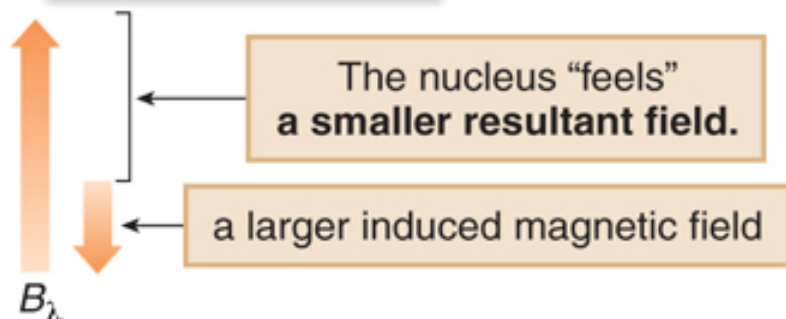 The nucleus “feels”
a smaller resultant field.
a larger induced magnetic field
B